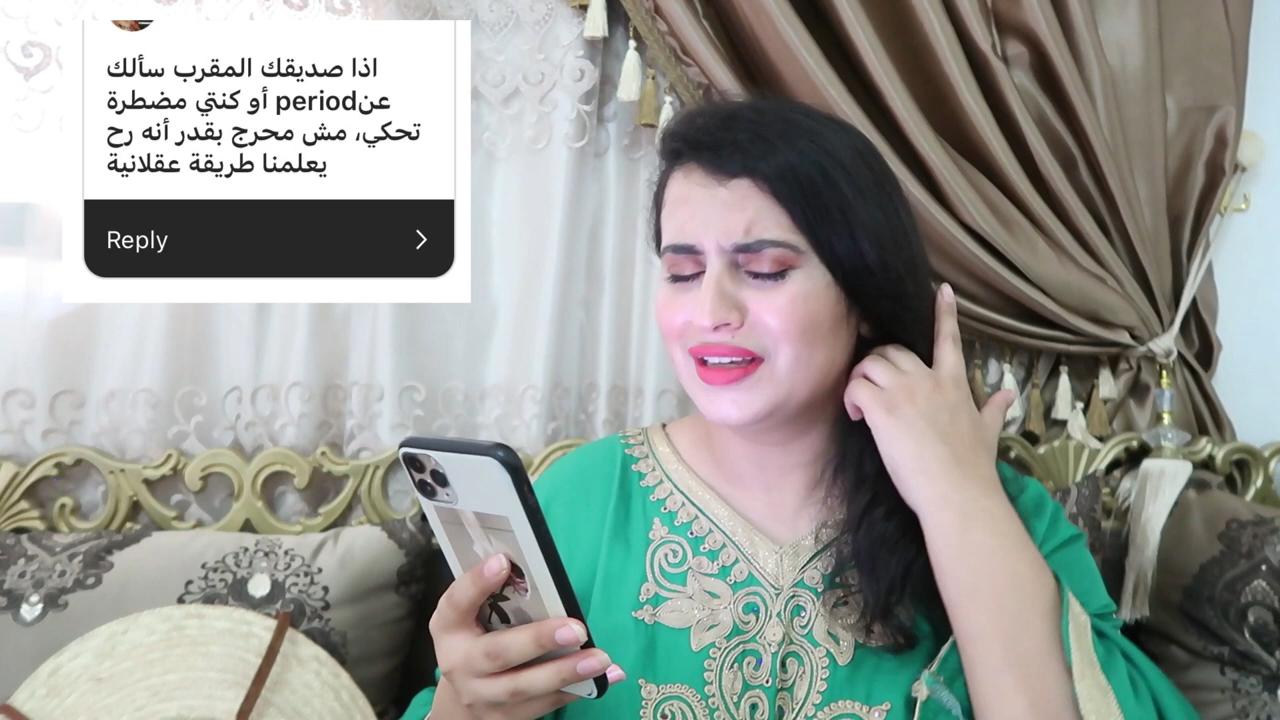 اذا صديقك المقرب سألك
عنperiod أو كنتي مضطرة
تحكي، مش محرج بقدر أنه رح
يعلمنا طريقة عقلانية
Reply